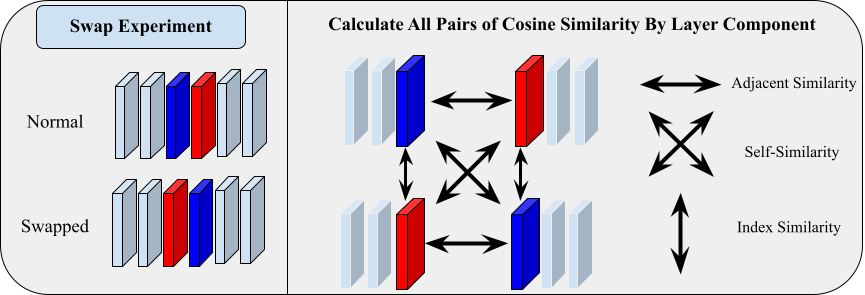 Swap Experiment
Calculate All Pairs of Cosine Similarity By Layer Component
Normal
Swapped
Adjacent Similarity
Self-Similarity
Index Similarity